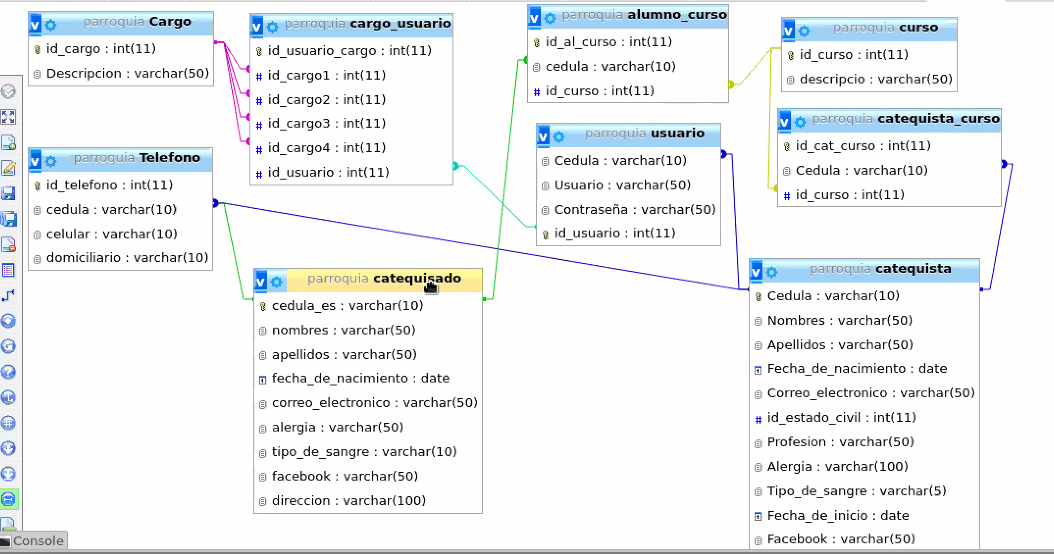 parroquia Cargo
id_cargo : int(11)
Descripcion : varchar(50)
parroquia cargo_usuario
id_usuario_cargo : int(11)
id_cargo1 : int(11)
id_cargo2 : int(11)
id_cargo3 : int(11)
id_cargo4 : int(11)
id_usuario : int(11)
parroquia alumno_curso
id_al_curso : int(11)
cedula : varchar(10)
id_curso : int(11)
parroquia curso
id_curso : int(11)
descripcio : varchar(50)
parroquia catequista_curso
id_cat_curso : int(11)
Cedula : varchar(10)
id_curso : int(11)
parroquia usuario
Cedula : varchar(10)
Usuario : varchar(50)
Contraseña : varchar(50)
id_usuario : int(11)
parroquia Telefono
id_telefono : int(11)
cedula : varchar(10)
celular : varchar(10)
domiciliario : varchar(10)
parroquia catequisado
cedula_es : varchar(10)
nombres : varchar(50)
apellidos : varchar(50)
fecha_de_nacimiento : date
correo_electronico : varchar(50)
alergia : varchar(50)
tipo_de_sangre : varchar(10)
facebook : varchar(50)
direccion : varchar(100)
parroquia catequista
Cedula : varchar(10)
Nombres : varchar(50)
Apellidos : varchar(50)
Fecha_de_nacimiento : date
Correo_electronico : varchar(50)
id_estado_civil : int(11)
Profesion : varchar(50)
Alergia : varchar(100)
Tipo_de_sangre : varchar(5)
Fecha_de_inicio : date
Facebook : varchar(50)
Console